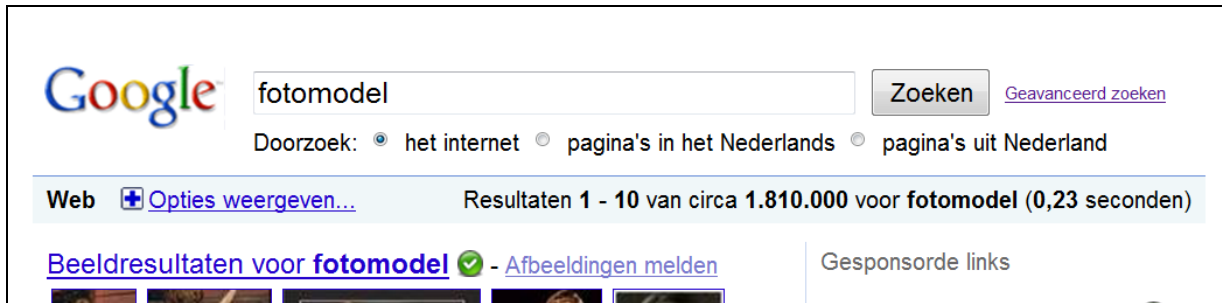 Google fotomodel Zoeken Geavanceerd zoeken
Doorzoek: het internet pagina's in het Nederlands pagina's uit Nederland
Web Opties weergeven... Resultaten 1 - 10 van circa 1.810.000 voor fotomodel (0,23 seconden)
Beeldresultaten voor fotomodel - Afbeeldingen melden Gesponsorde links